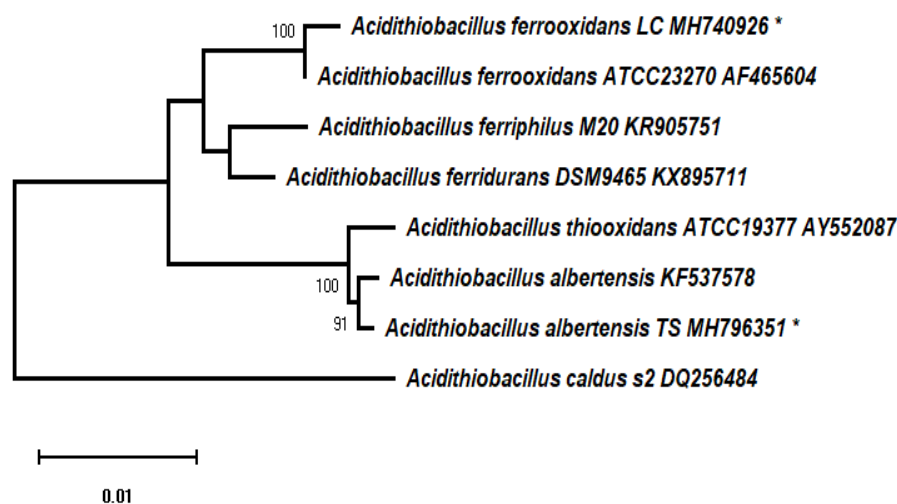 100
Acidithiobacillus ferrooxidans LC MH740926 *
Acidithiobacillus ferrooxidans ATCC23270 AF465604
Acidithiobacillus ferriphilus M20 KR905751
Acidithiobacillus ferridurans DSM9465 KX895711
Acidithiobacillus thiooxidans ATCC19377 AY552087
100
Acidithiobacillus albertensis KF537578
91
Acidithiobacillus albertensis TS MH796351 *
Acidithiobacillus caldus s2 DQ256484
0.01